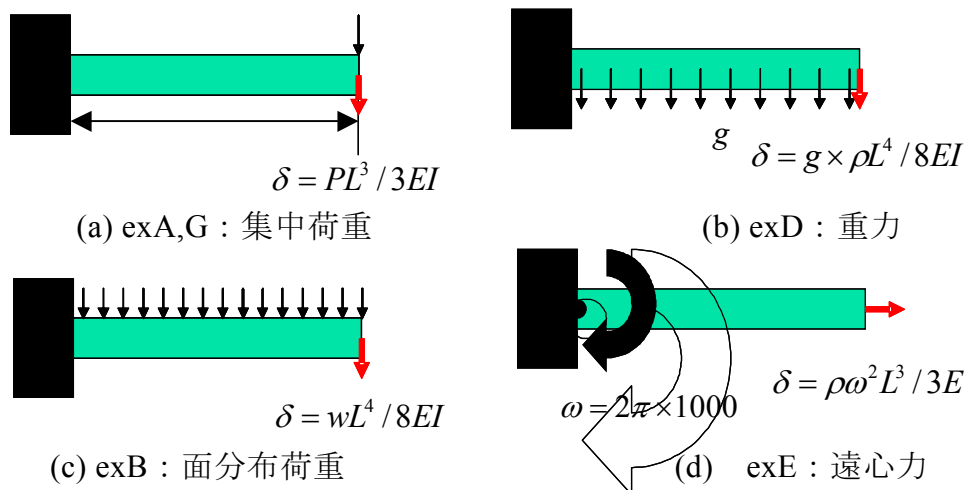 δ = PL³ / 3EI
(a) exA,G：集中荷重
g
δ = g × ρL⁴ / 8EI
(b) exD：重力
δ = wL⁴ / 8EI
(c) exB：面分布荷重
ω = 2π × 1000
δ = ρω²L³ / 3E
(d) exE：遠心力